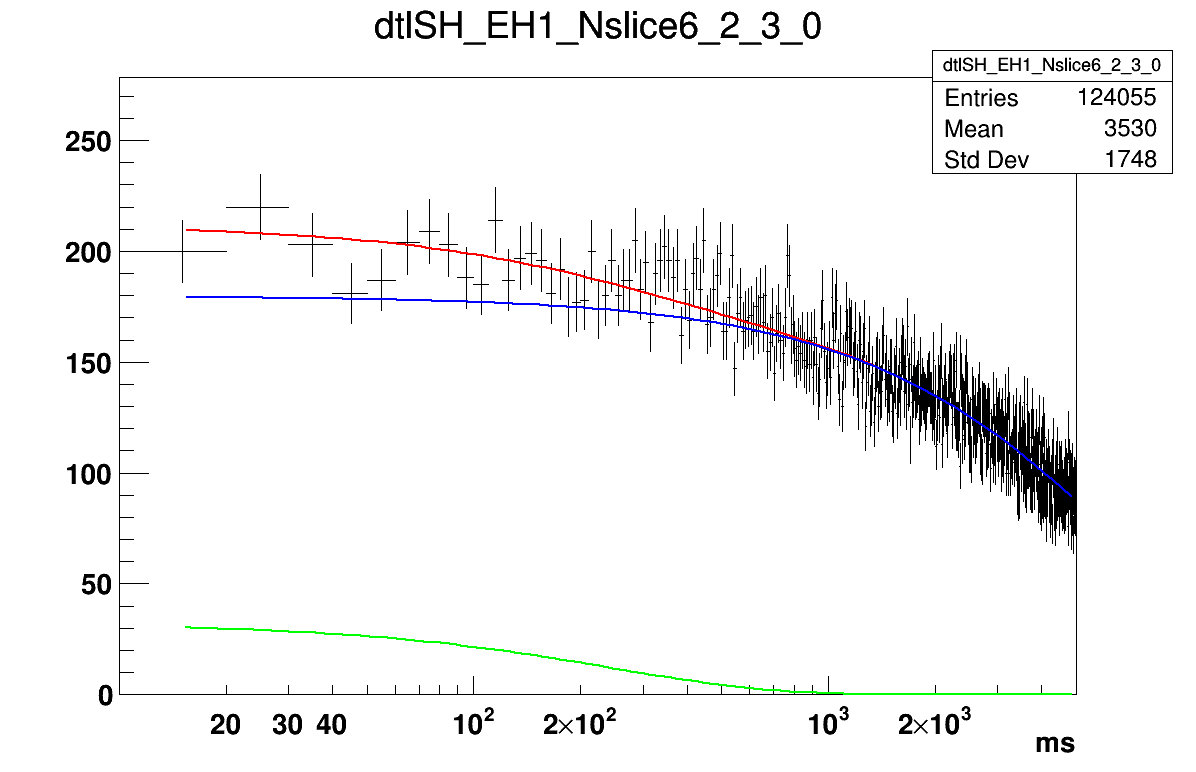 dtlSH_EH1_Nslice6_2_3_0
dtlSH_EH1_Nslice6_2_3_0
Entries 124055
Mean 3530
Std Dev 1748
250
200
150
100
50
0
20 30 40 10² 2×10² 10³ 2×10³
ms